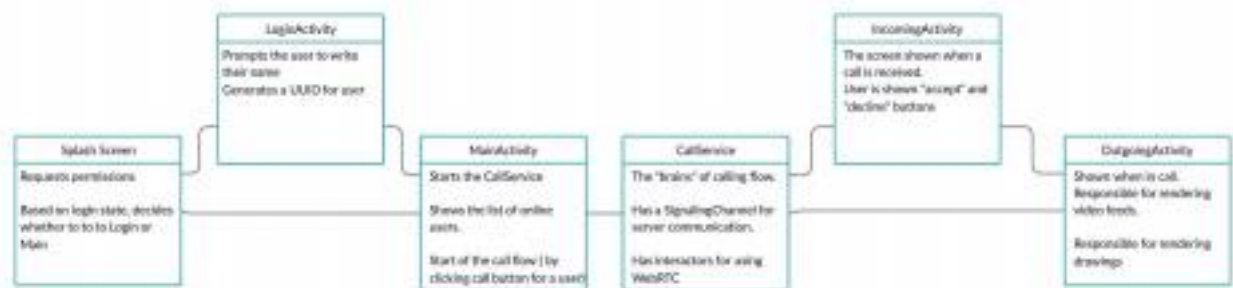 LoginActivity
Prompts the user to write
their name
Generates a UUID for user
IncomingActivity
The screen shown when a
call is received.
User is shown "accept" and
"decline" buttons
Splash Screen
Requests permissions
Based on login state, decides
whether to to to Login or
Main
MainActivity
Starts the CallService
Shows the list of online
users.
Start of the call flow ( by
clicking call button for a user)
CallService
The "brains" of calling flow.
Has a SignalingChannel for
server communication.
Has interactors for using
WebRTC
OutgoingActivity
Shown when in call.
Responsible for rendering
video feeds.
Responsible for rendering
drawings